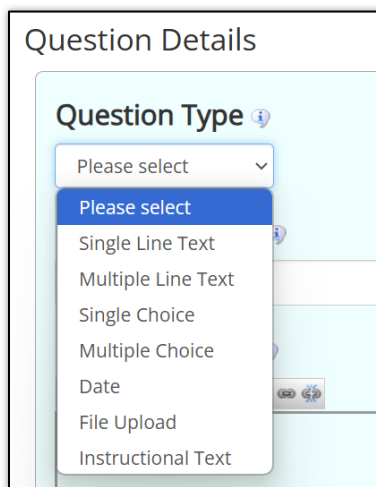 Question Details
Question Type
Please select
Please select
Single Line Text
Multiple Line Text
Single Choice
Multiple Choice
Date
File Upload
Instructional Text